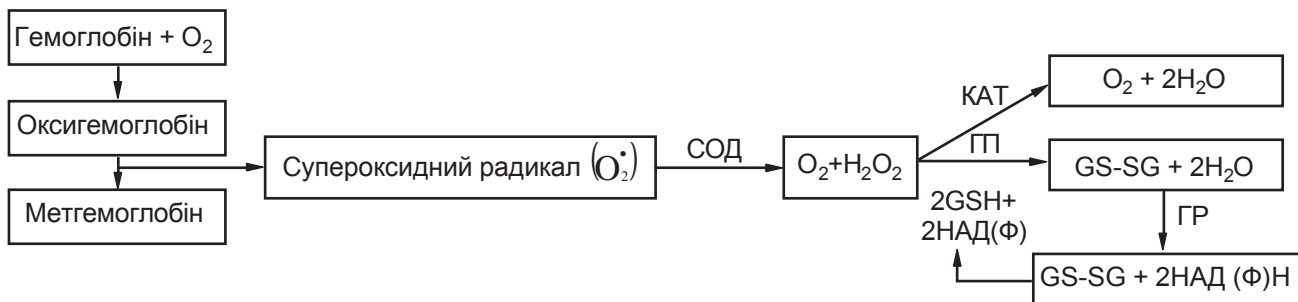 Гемоглобін + O₂
Оксигемоглобін
Метгемоглобін
Супероксидний радикал (O₂•)
СОД
O₂+H₂O₂
КАТ
ГП
O₂ + 2H₂O
GS-SG + 2H₂O
ГР
GS-SG + 2НАД (Ф)Н
2GSH+
2НАД(Ф)